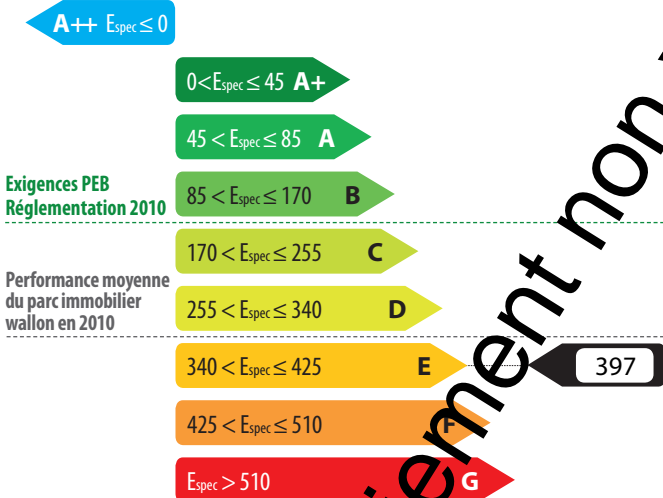 A++ Espec ≤ 0
0<Espec ≤ 45 A+
45 < Espec ≤ 85 A
Exigences PEB
Réglementation 2010
85 < Espec ≤ 170 B
170 < Espec ≤ 255 C
Performance moyenne
du parc immobilier
wallon en 2010
255 < Espec ≤ 340 D
340 < Espec ≤ 425 E
397
425 < Espec ≤ 510 F
Espec > 510 G
ement non